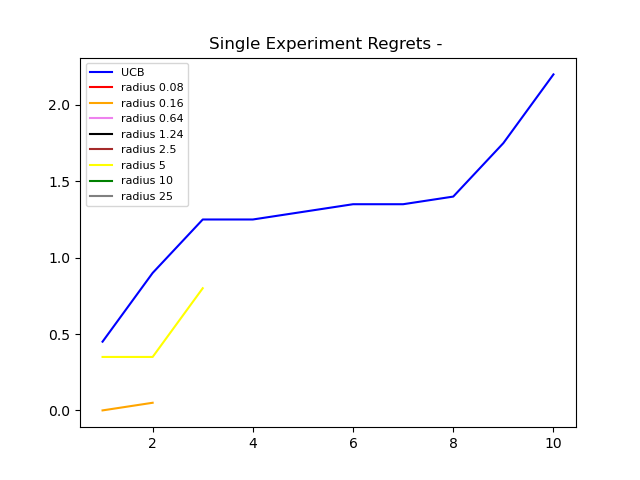 Single Experiment Regrets -
UCB
radius 0.08
radius 0.16
radius 0.64
radius 1.24
radius 2.5
radius 5
radius 10
radius 25
2.0
1.5
1.0
0.5
0.0
2 4 6 8 10